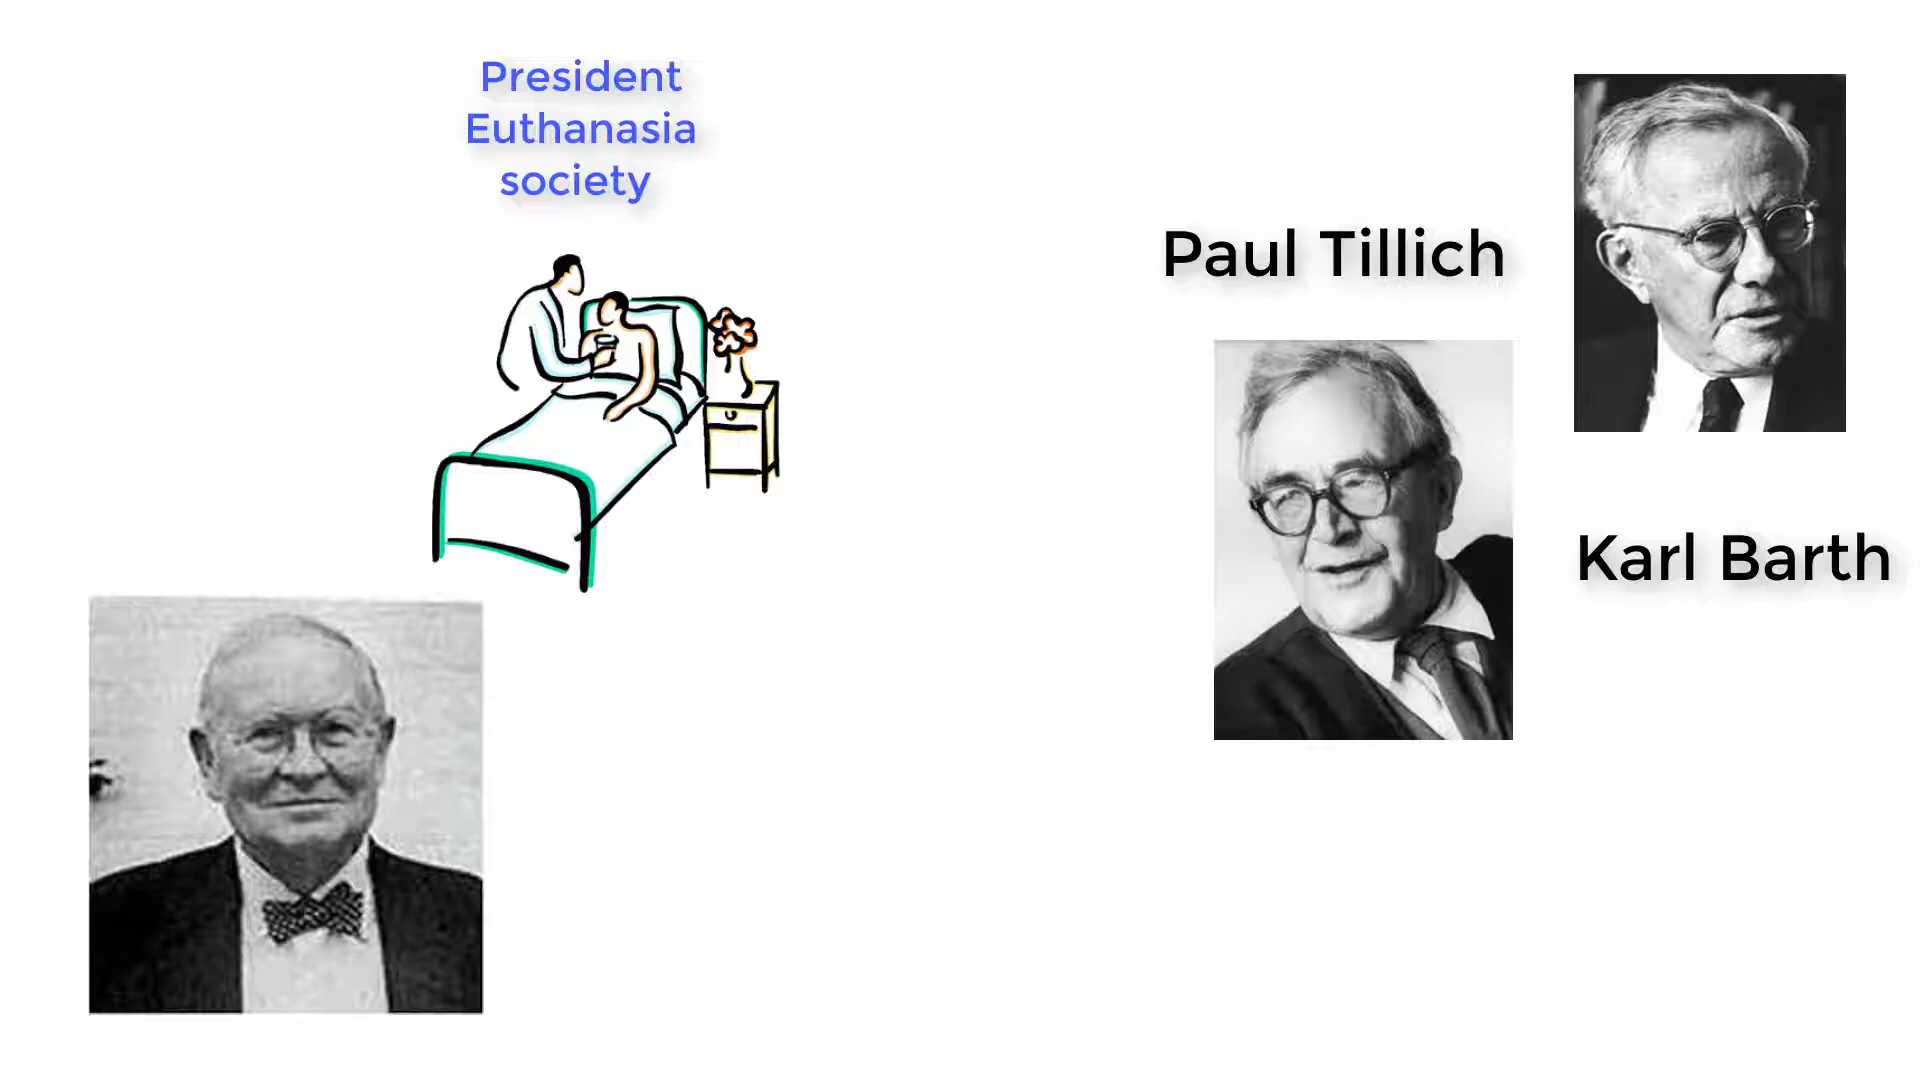 President
Euthanasia
society
Paul Tillich
Karl Barth